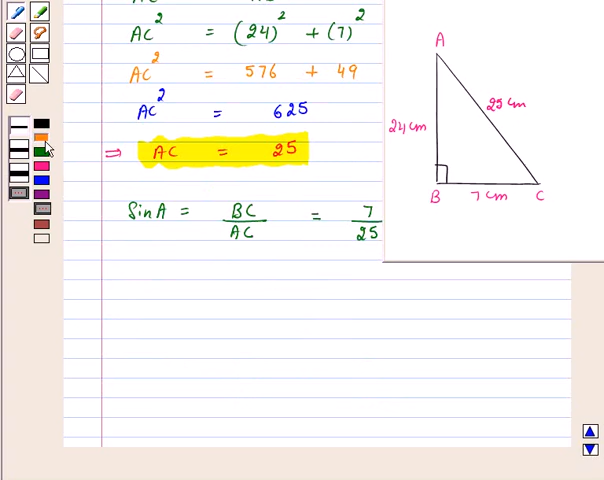 AC² = (24)² + (7)²
AC² = 576 + 49
AC² = 625
⇒ AC = 25
SinA = BC/AC = 7/25
A
24 cm
25 cm
B
7 cm
C